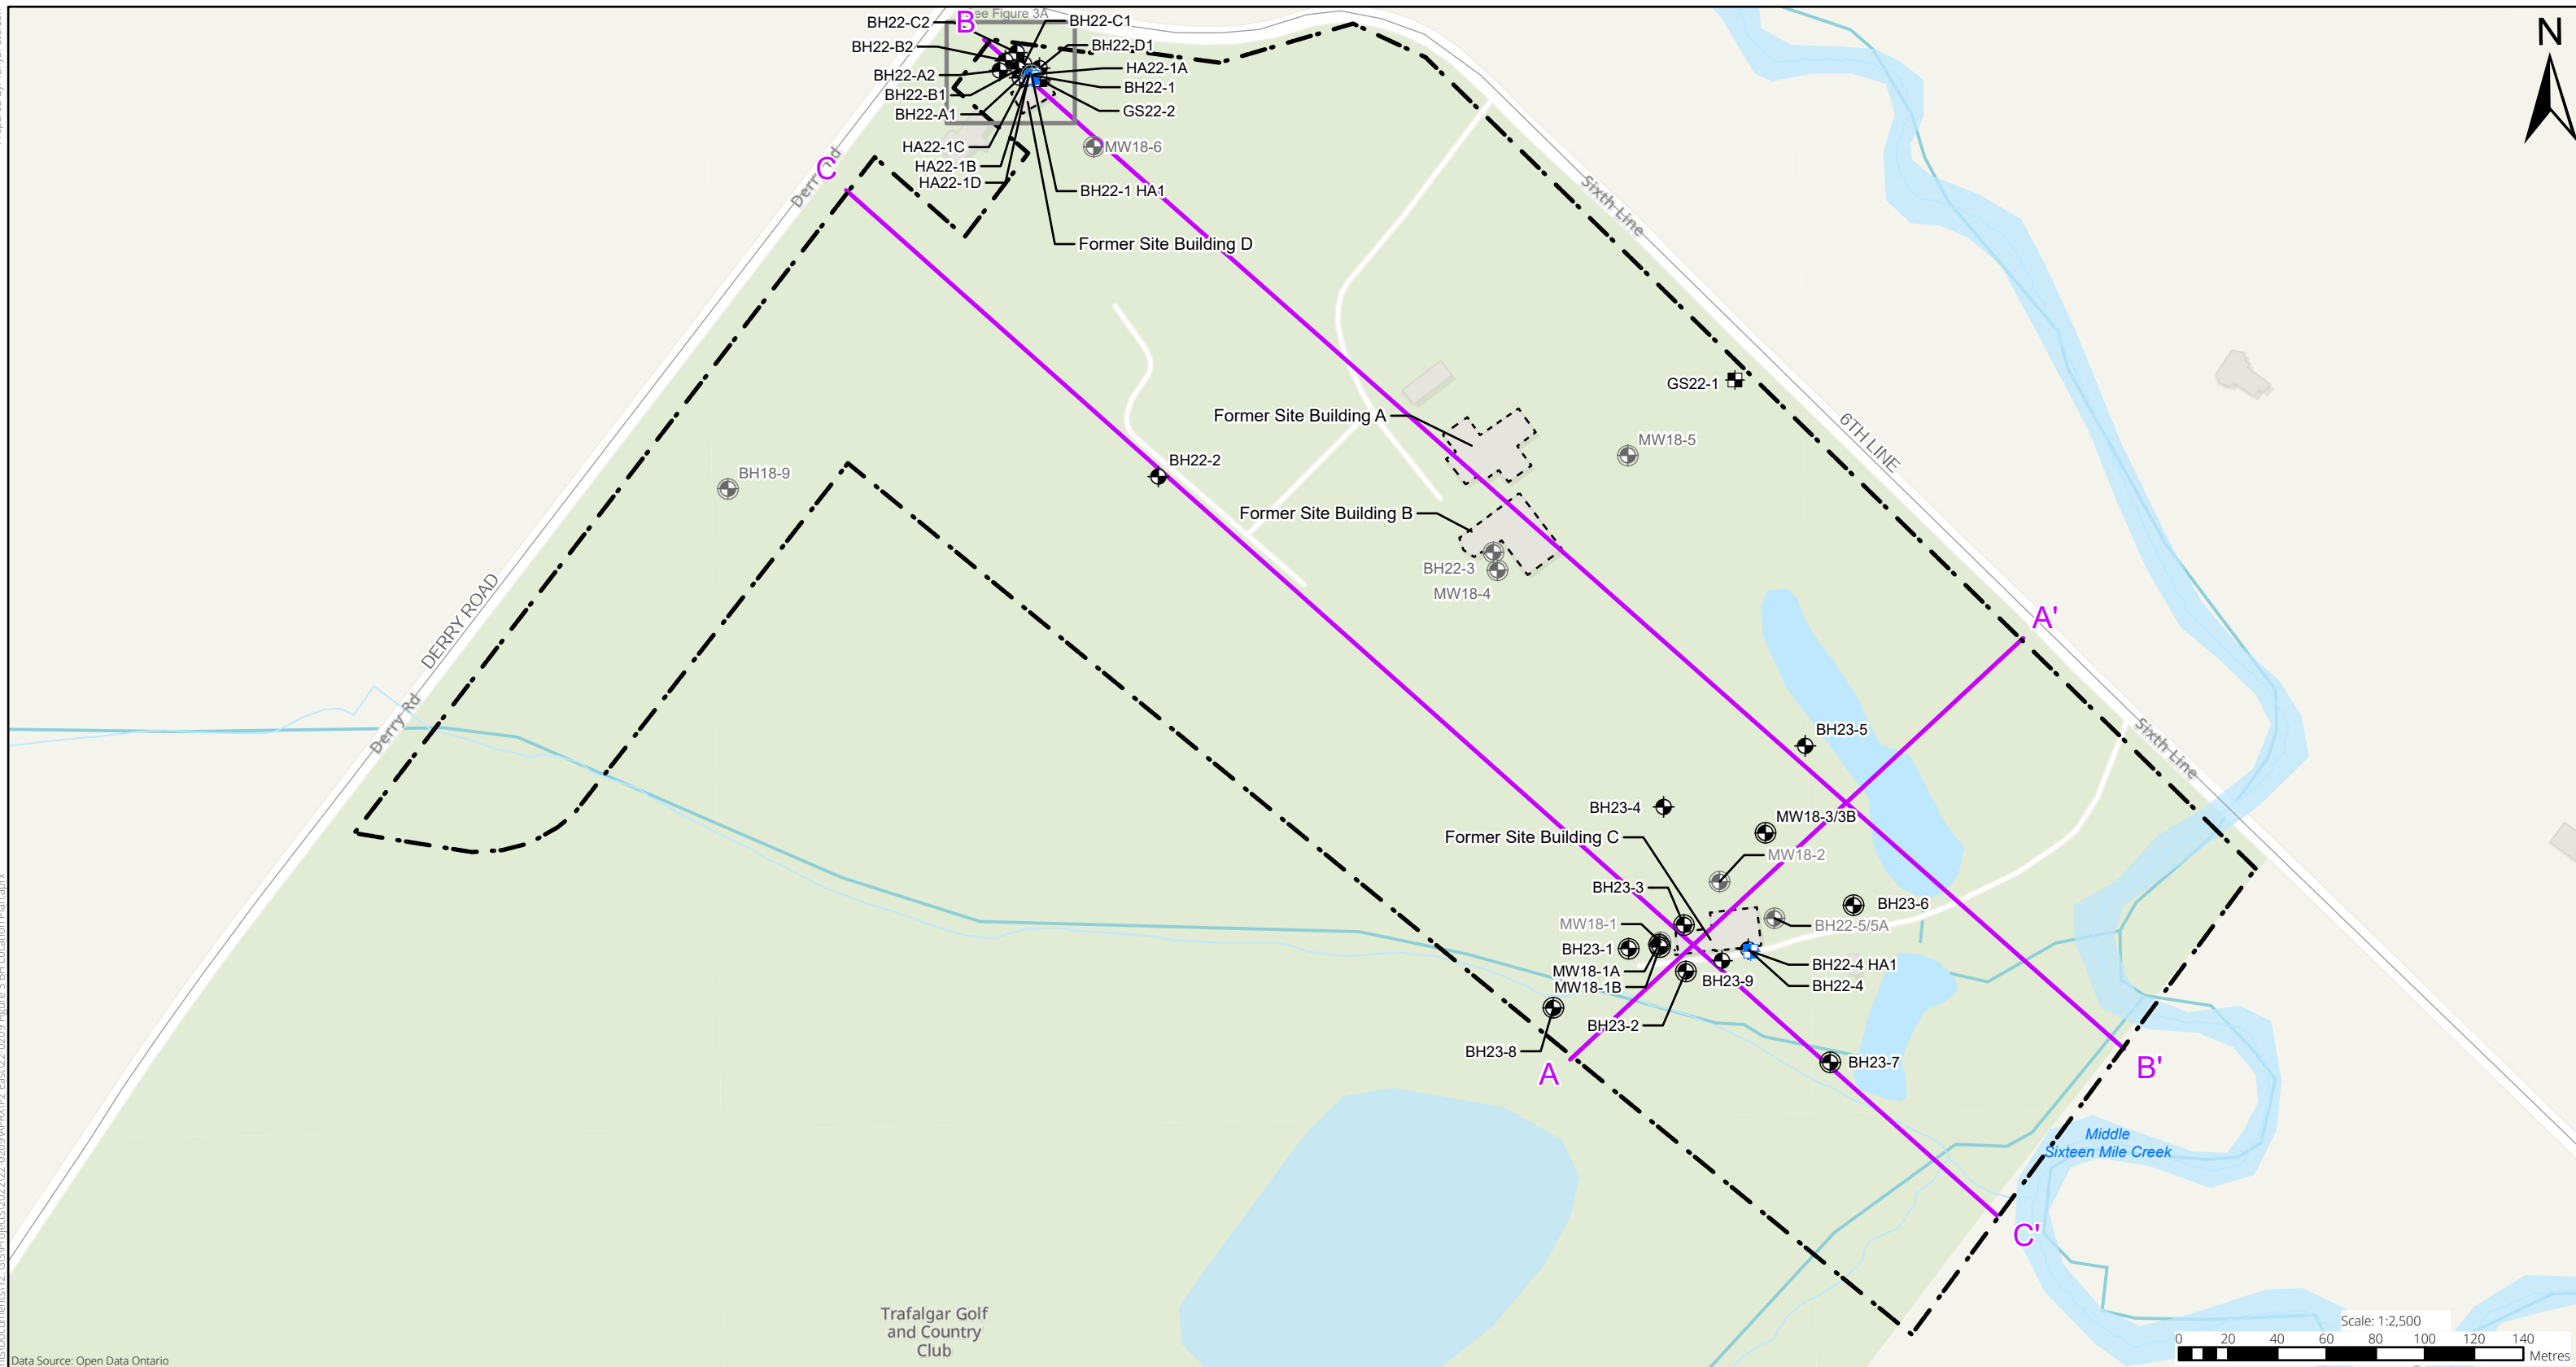 See Figure 3A
B
BH22-C2
BH22-C1
BH22-B2
BH22-D1
BH22-A2
HA22-1A
BH22-B1
BH22-1
BH22-A1
GS22-2
HA22-1C
MW18-6
HA22-1B
HA22-1D
BH22-1 HA1
Former Site Building D
N
C
Derry Rd
Sixth Line
GS22-1
Former Site Building A
MW18-5
6TH LINE
BH22-2
BH18-9
Former Site Building B
BH22-3
MW18-4
DERRY ROAD
A'
Derry Rd
BH23-5
Sixth Line
BH23-4
MW18-3/3B
Former Site Building C
MW18-2
BH23-3
BH23-6
MW18-1
BH22-5/5A
BH23-1
BH22-4 HA1
MW18-1A
BH23-9
BH22-4
MW18-1B
BH23-2
BH23-8
BH23-7
A
B'
Middle
Sixteen Mile Creek
C'
Trafalgar Golf
and Country
Club
Scale: 1:2,500
0 20 40 60 80 100 120 140
Metres
Data Source: Open Data Ontario